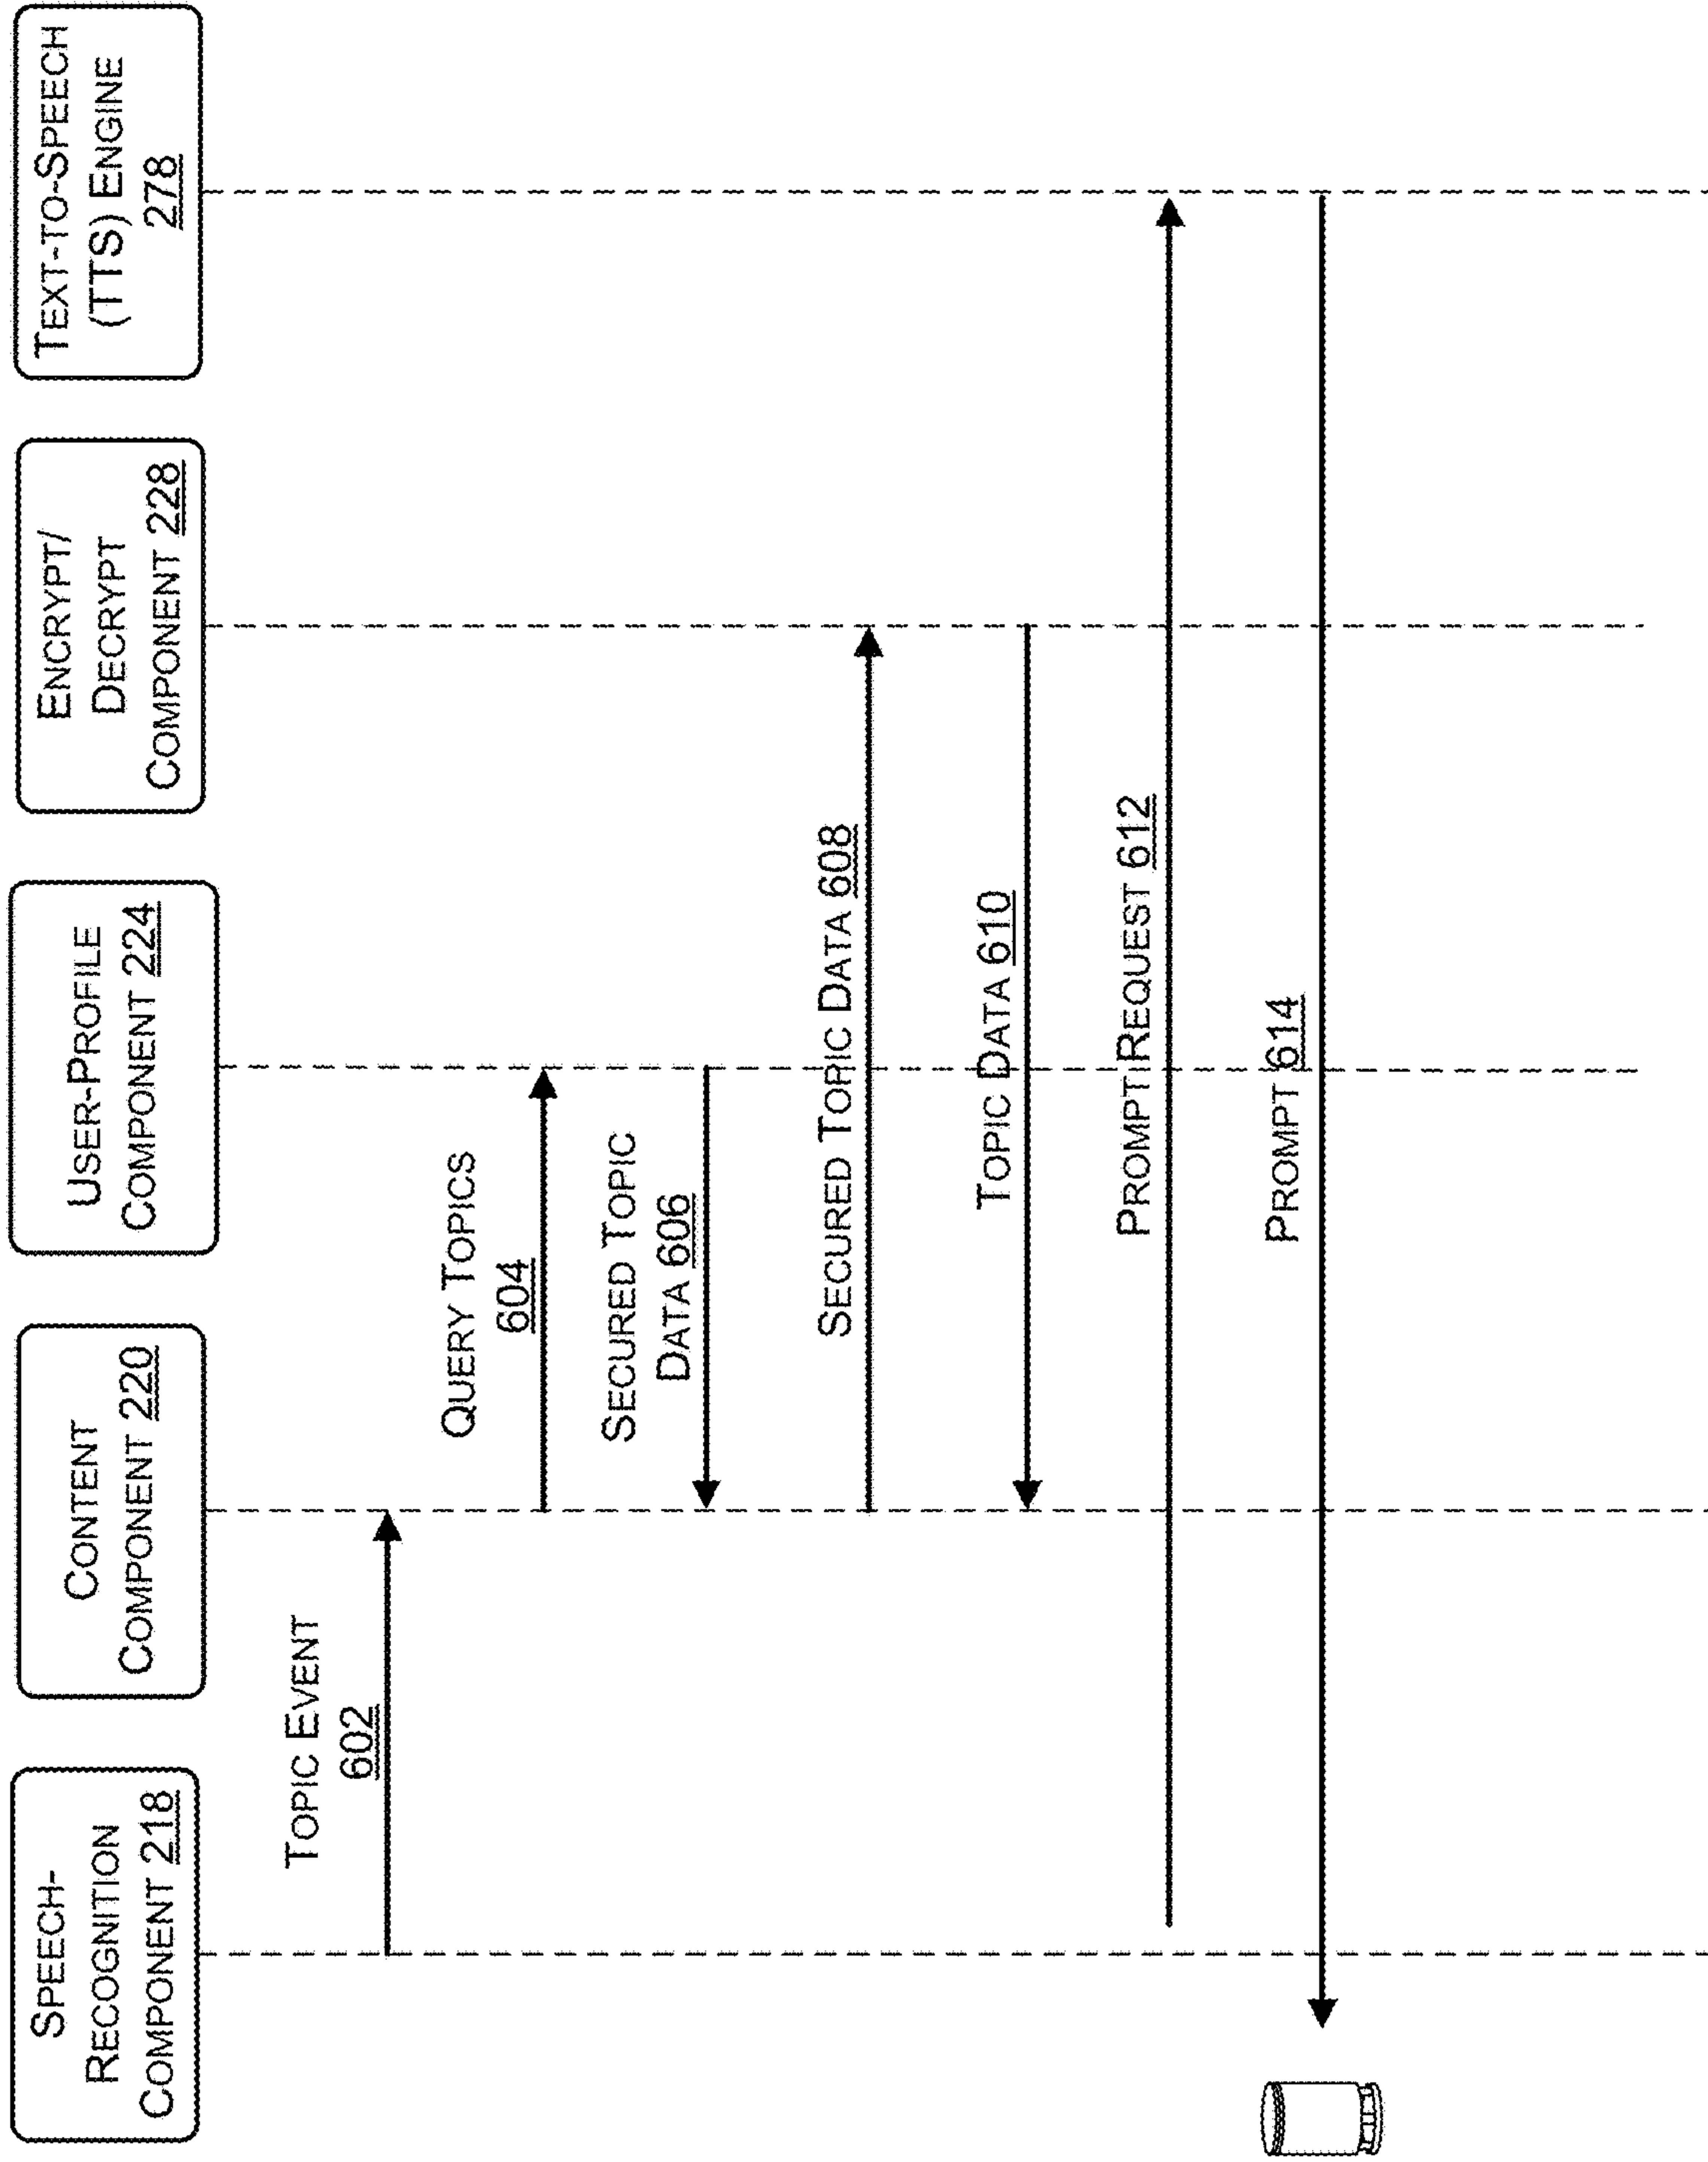 SPEECH-
RECOGNITION
COMPONENT 218
CONTENT
COMPONENT 220
USER-PROFILE
COMPONENT 224
ENCRYPT/
DECRYPT
COMPONENT 228
TEXT-TO-SPEECH
(TTS) ENGINE
278
TOPIC EVENT
602
QUERY TOPICS
604
SECURED TOPIC
DATA 606
SECURED TOPIC DATA 608
TOPIC DATA 610
PROMPT REQUEST 612
PROMPT 614